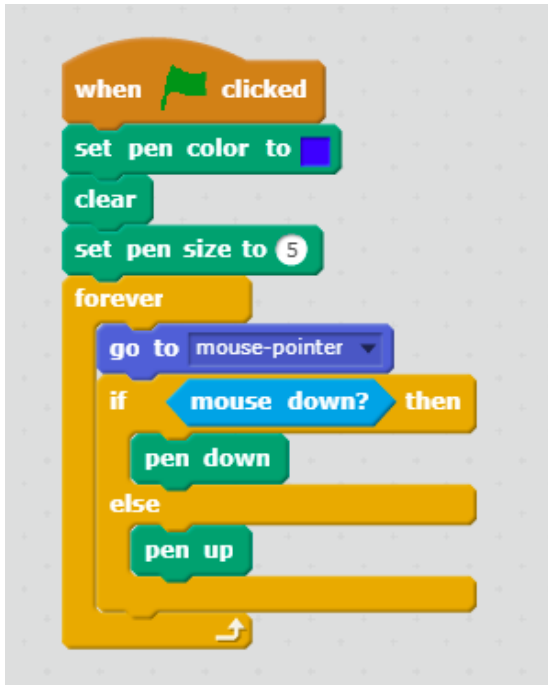 when clicked
set pen color to
clear
set pen size to 5
forever
go to mouse-pointer
if mouse down? then
pen down
else
pen up